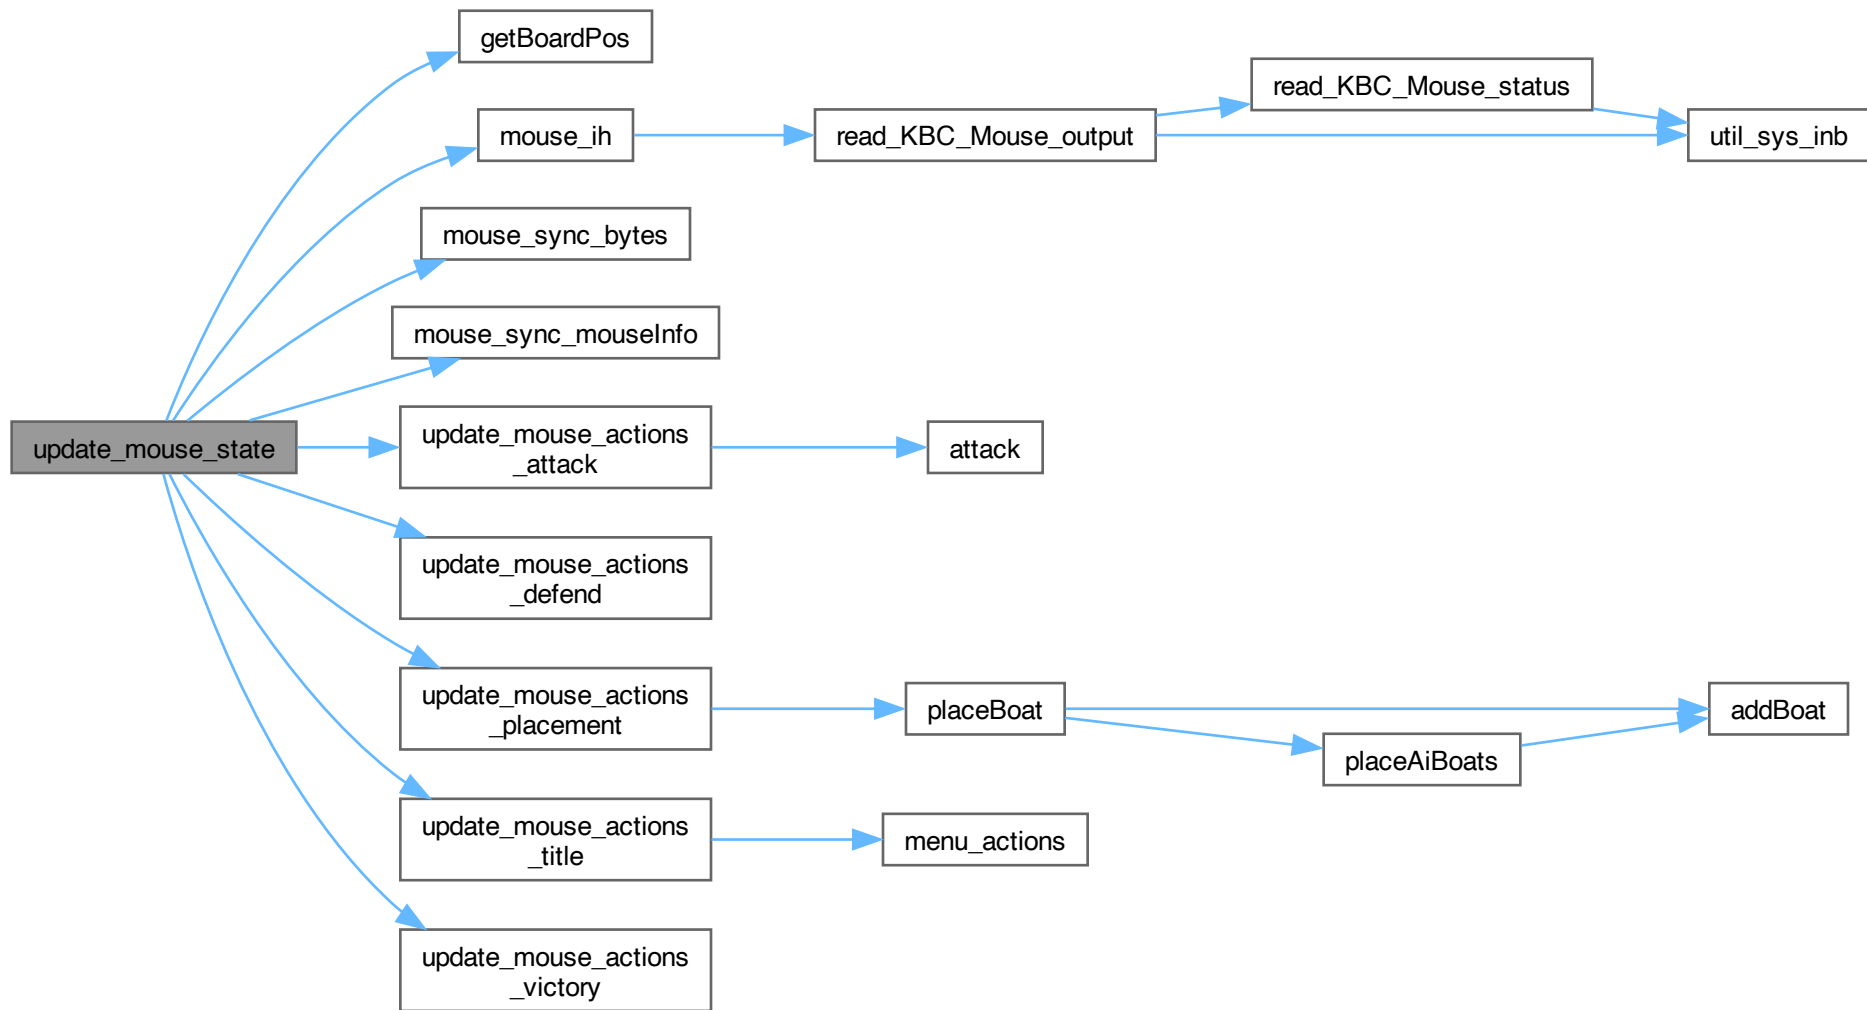 getBoardPos
read_KBC_Mouse_status
mouse_ih
read_KBC_Mouse_output
util_sys_inb
mouse_sync_bytes
mouse_sync_mouseInfo
update_mouse_state
update_mouse_actions
_attack
attack
update_mouse_actions
_defend
update_mouse_actions
_placement
placeBoat
addBoat
placeAiBoats
update_mouse_actions
_title
menu_actions
update_mouse_actions
_victory